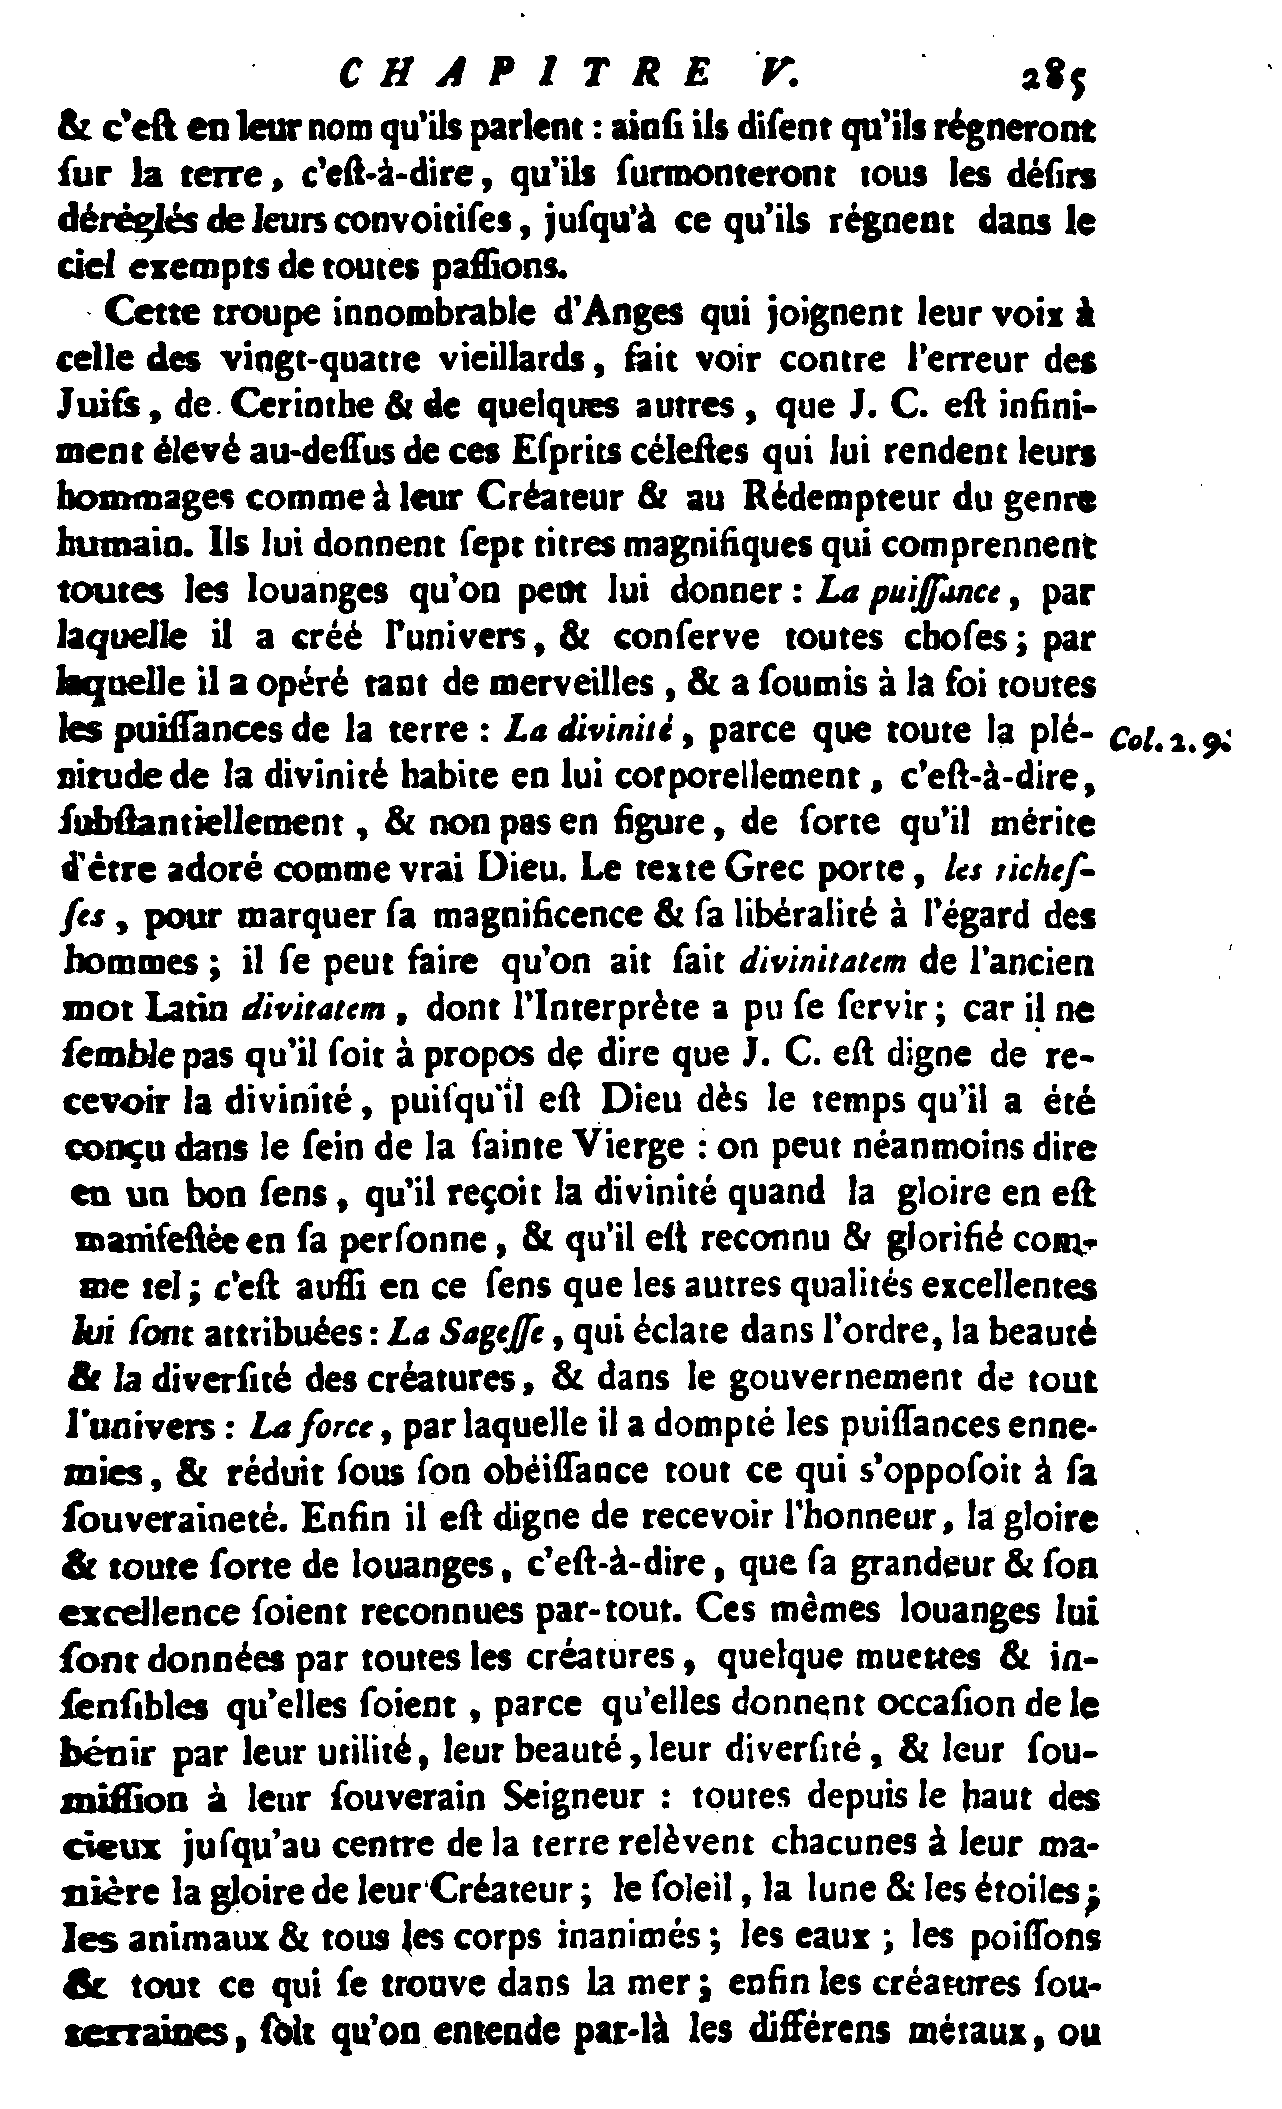 CHAPITRE V. 285
& c'eſt en leur nom qu'ils parlent : ainſi ils diſent qu'ils régneront
ſur la terre, c'eſt-à-dire, qu'ils ſurmonteront tous les déſirs
déréglés de leurs convoitiſes, juſqu'à ce qu'ils régnent dans le
ciel exempts de toutes paſſions.
Cette troupe innombrable d'Anges qui joignent leur voix à
celle des vingt-quatre vieillards, fait voir contre l'erreur des
Juifs, de Cerinthe & de quelques autres, que J. C. eſt infini-
ment élevé au-deſſus de ces Eſprits céleſtes qui lui rendent leurs
hommages comme à leur Créateur & au Rédempteur du genre
humain. Ils lui donnent ſept titres magnifiques qui comprennent
toutes les louanges qu'on peut lui donner : La puiſſance, par
laquelle il a créé l'univers, & conſerve toutes choſes ; par
laquelle il a opéré tant de merveilles, & a ſoumis à la foi toutes
les puiſſances de la terre : La divinité, parce que toute la plé-
Col. 2. 9.
nitude de la divinité habite en lui corporellement, c'eſt-à-dire,
ſubſtantiellement, & non pas en figure, de ſorte qu'il mérite
d'être adoré comme vrai Dieu. Le texte Grec porte, les richeſ-
ſes, pour marquer ſa magnificence & ſa libéralité à l'égard des
hommes ; il ſe peut faire qu'on ait fait divinitatem de l'ancien
mot Latin divitatem, dont l'Interprète a pu ſe ſervir ; car il ne
ſemble pas qu'il ſoit à propos de dire que J. C. eſt digne de re-
cevoir la divinité, puiſqu'il eſt Dieu dès le temps qu'il a été
conçu dans le ſein de la ſainte Vierge : on peut néanmoins dire
en un bon ſens, qu'il reçoit la divinité quand la gloire en eſt
manifeſtée en ſa perſonne, & qu'il eſt reconnu & glorifié com-
me tel ; c'eſt auſſi en ce ſens que les autres qualités excellentes
lui ſont attribuées : La Sageſſe, qui éclate dans l'ordre, la beauté
& la diverſité des créatures, & dans le gouvernement de tout
l'univers : La force, par laquelle il a dompté les puiſſances enne-
mies, & réduit ſous ſon obéiſſance tout ce qui s'oppoſoit à ſa
ſouveraineté. Enfin il eſt digne de recevoir l'honneur, la gloire
& toute ſorte de louanges, c'eſt-à-dire, que ſa grandeur & ſon
excellence ſoient reconnues par-tout. Ces mêmes louanges lui
ſont données par toutes les créatures, quelque muettes & in-
ſenſibles qu'elles ſoient, parce qu'elles donnent occaſion de le
bénir par leur utilité, leur beauté, leur diverſité, & leur ſou-
miſſion à leur ſouverain Seigneur : toutes depuis le haut des
cieux juſqu'au centre de la terre relèvent chacunes à leur ma-
nière la gloire de leur Créateur ; le ſoleil, la lune & les étoiles ;
les animaux & tous les corps inanimés ; les eaux ; les poiſſons
& tout ce qui ſe trouve dans la mer ; enfin les créatures ſou-
terraines, ſoit qu'on entende par-là les différens métaux, ou